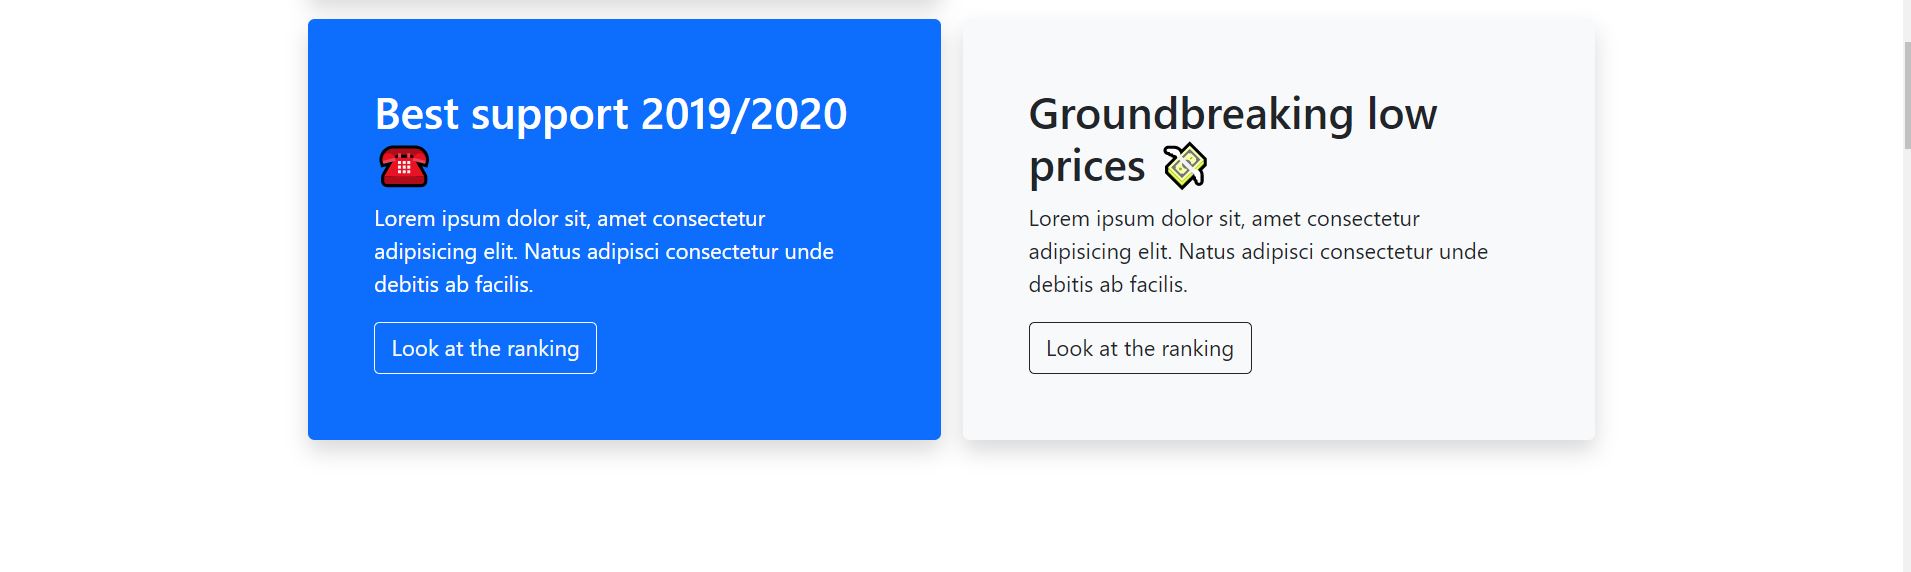 Best support 2019/2020
☎️
Lorem ipsum dolor sit, amet consectetur
adipisicing elit. Natus adipisci consectetur unde
debitis ab facilis.
Look at the ranking
Groundbreaking low
prices 💸
Lorem ipsum dolor sit, amet consectetur
adipisicing elit. Natus adipisci consectetur unde
debitis ab facilis.
Look at the ranking